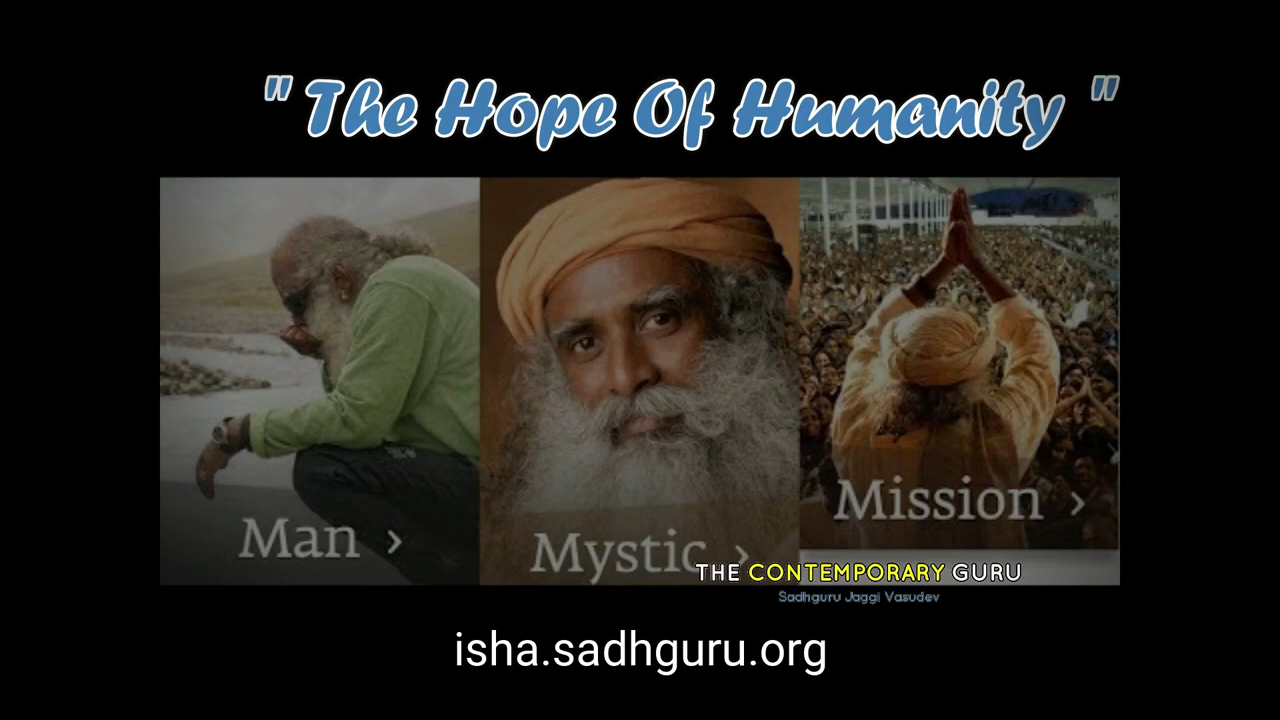 " The Hope Of Humanity "
Man ›
Mystic ›
Mission ›
THE CONTEMPORARY GURU
Sadhguru Jaggi Vasudev
isha.sadhguru.org